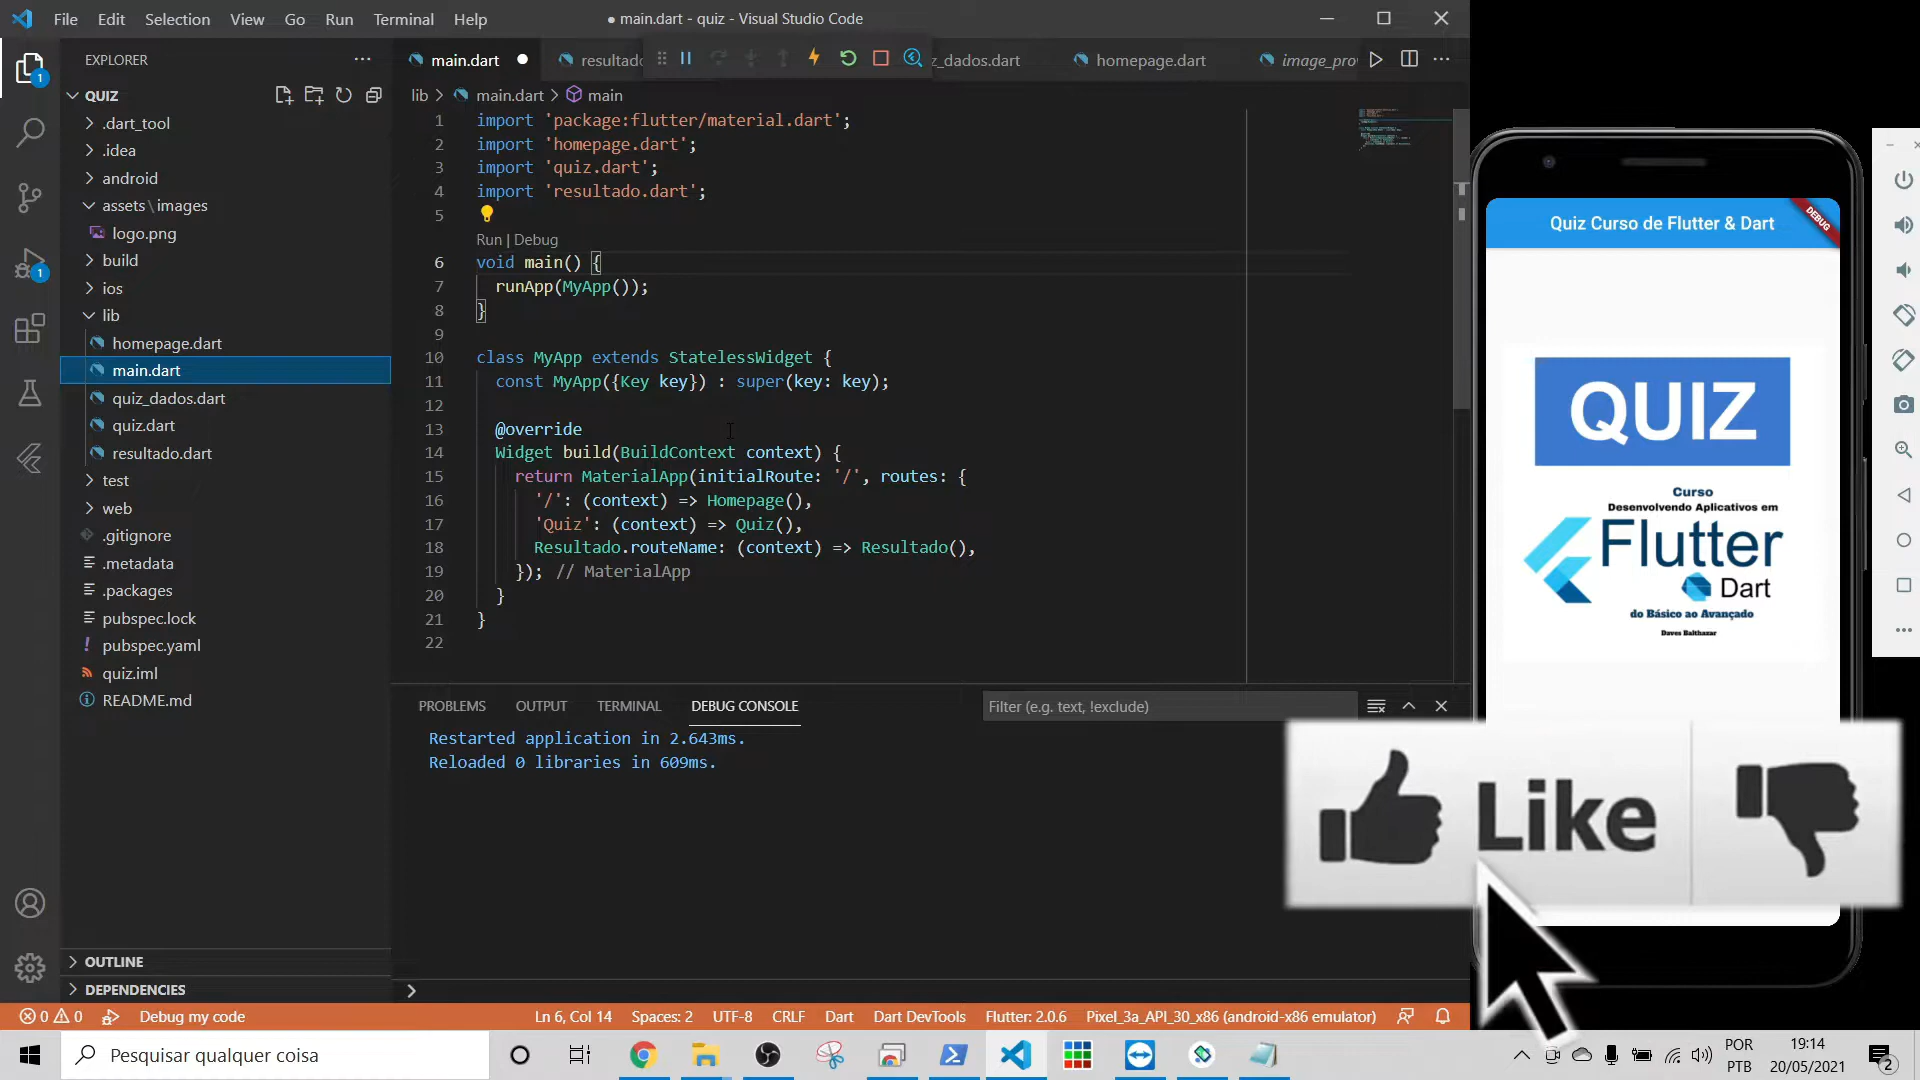 File Edit Selection View Go Run Terminal Help
● main.dart - quiz - Visual Studio Code
EXPLORER
QUIZ
.dart_tool
.idea
android
assets\images
logo.png
build
ios
lib
homepage.dart
main.dart
quiz_dados.dart
quiz.dart
resultado.dart
test
web
.gitignore
.metadata
.packages
pubspec.lock
pubspec.yaml
quiz.iml
README.md
OUTLINE
DEPENDENCIES
1
1
main.dart resultado z_dados.dart homepage.dart image_pro
lib > main.dart > main
1 import 'package:flutter/material.dart';
2 import 'homepage.dart';
3 import 'quiz.dart';
4 import 'resultado.dart';
5
Run | Debug
6 void main() {
7 runApp(MyApp());
8 }
9
10 class MyApp extends StatelessWidget {
11 const MyApp({Key key}) : super(key: key);
12
13 @override
14 Widget build(BuildContext context) {
15 return MaterialApp(initialRoute: '/', routes: {
16 '/': (context) => Homepage(),
17 'Quiz': (context) => Quiz(),
18 Resultado.routeName: (context) => Resultado(),
19 }); // MaterialApp
20 }
21 }
22
PROBLEMS OUTPUT TERMINAL DEBUG CONSOLE
Filter (e.g. text, !exclude)
Restarted application in 2.643ms.
Reloaded 0 libraries in 609ms.
Quiz Curso de Flutter & Dart
DEBUG
QUIZ
Curso
Desenvolvendo Aplicativos em
Flutter
Dart
do Básico ao Avançado
Daves Balthazar
Like
0 0 Debug my code
Ln 6, Col 14 Spaces: 2 UTF-8 CRLF Dart Dart DevTools Flutter: 2.0.6 Pixel_3a_API_30_x86 (android-x86 emulator)
Pesquisar qualquer coisa
POR
PTB
19:14
20/05/2021
2